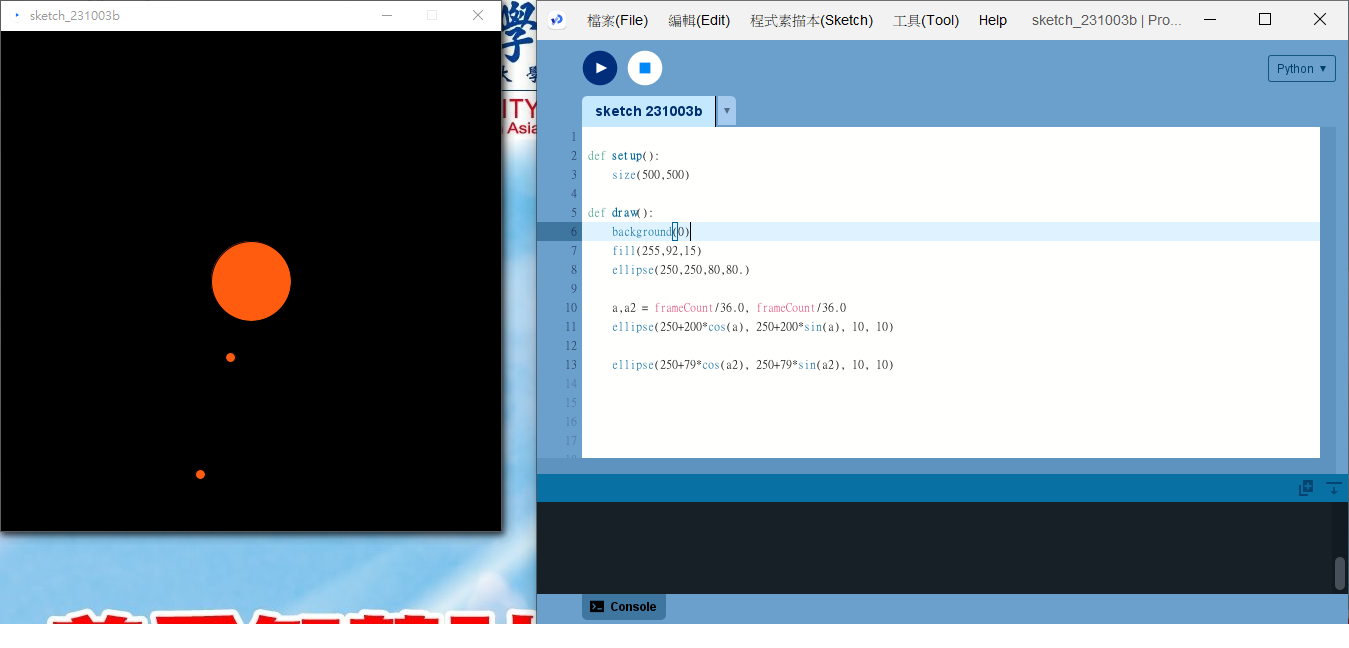 sketch_231003b
學
大 學
ITY
Asia
檔案(File) 編輯(Edit) 程式素描本(Sketch) 工具(Tool) Help sketch_231003b | Pro...
Python ▼
sketch 231003b ▼
1
2 def setup():
3 size(500,500)
4
5 def draw():
6 background(0)
7 fill(255,92,15)
8 ellipse(250,250,80,80.)
9
10 a,a2 = frameCount/36.0, frameCount/36.0
11 ellipse(250+200*cos(a), 250+200*sin(a), 10, 10)
12
13 ellipse(250+79*cos(a2), 250+79*sin(a2), 10, 10)
14
15
16
17
18
Console